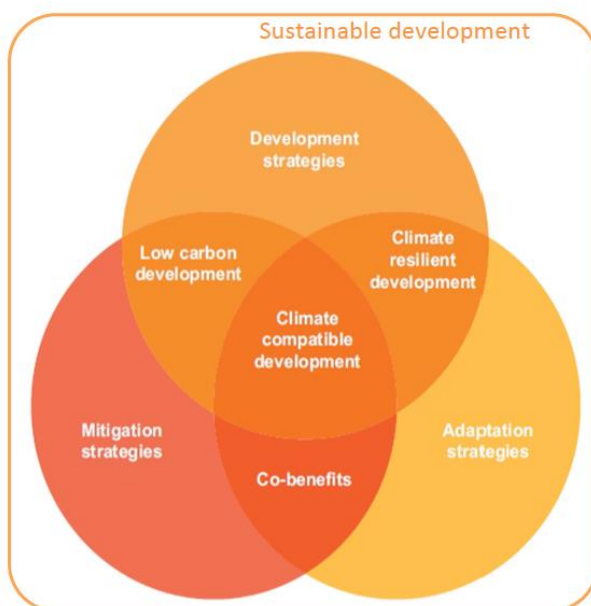 Sustainable development
Development
strategies
Low carbon
development
Climate
resilient
development
Climate
compatible
development
Mitigation
strategies
Adaptation
strategies
Co-benefits